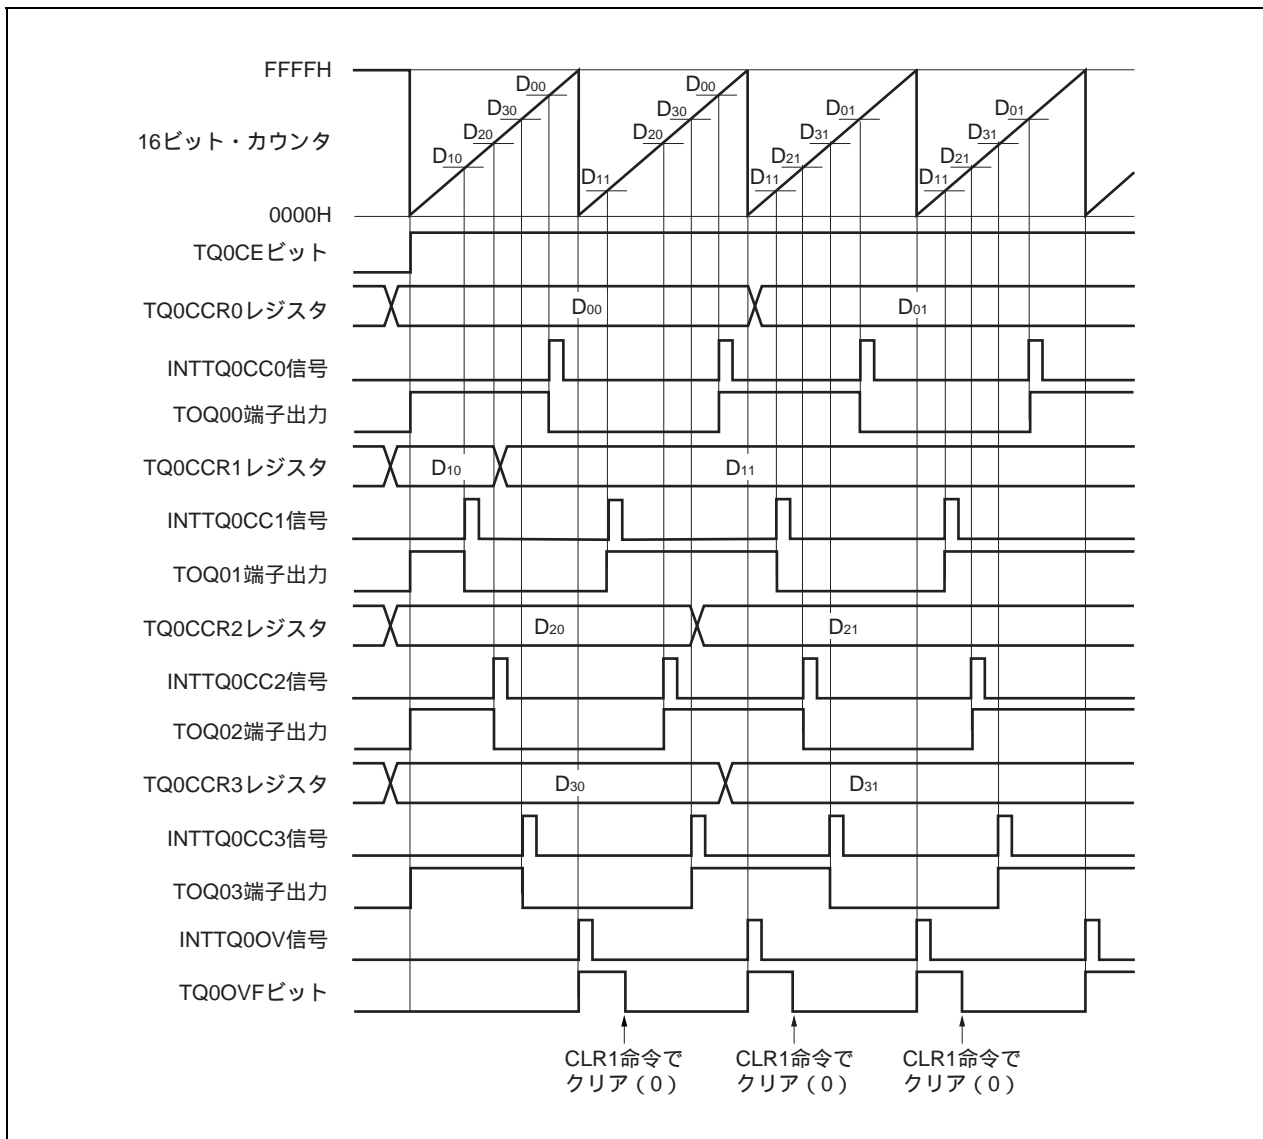 FFFFH
16ビット・カウンタ
0000H
D10 D20 D30 D00
D11 D20 D30 D00
D11 D21 D31 D01
D11 D21 D31 D01
TQ0CEビット
TQ0CCR0レジスタ D00 D01
INTTQ0CC0信号
TOQ00端子出力
TQ0CCR1レジスタ D10 D11
INTTQ0CC1信号
TOQ01端子出力
TQ0CCR2レジスタ D20 D21
INTTQ0CC2信号
TOQ02端子出力
TQ0CCR3レジスタ D30 D31
INTTQ0CC3信号
TOQ03端子出力
INTTQ0OV信号
TQ0OVFビット
CLR1命令で
クリア(0)
CLR1命令で
クリア(0)
CLR1命令で
クリア(0)